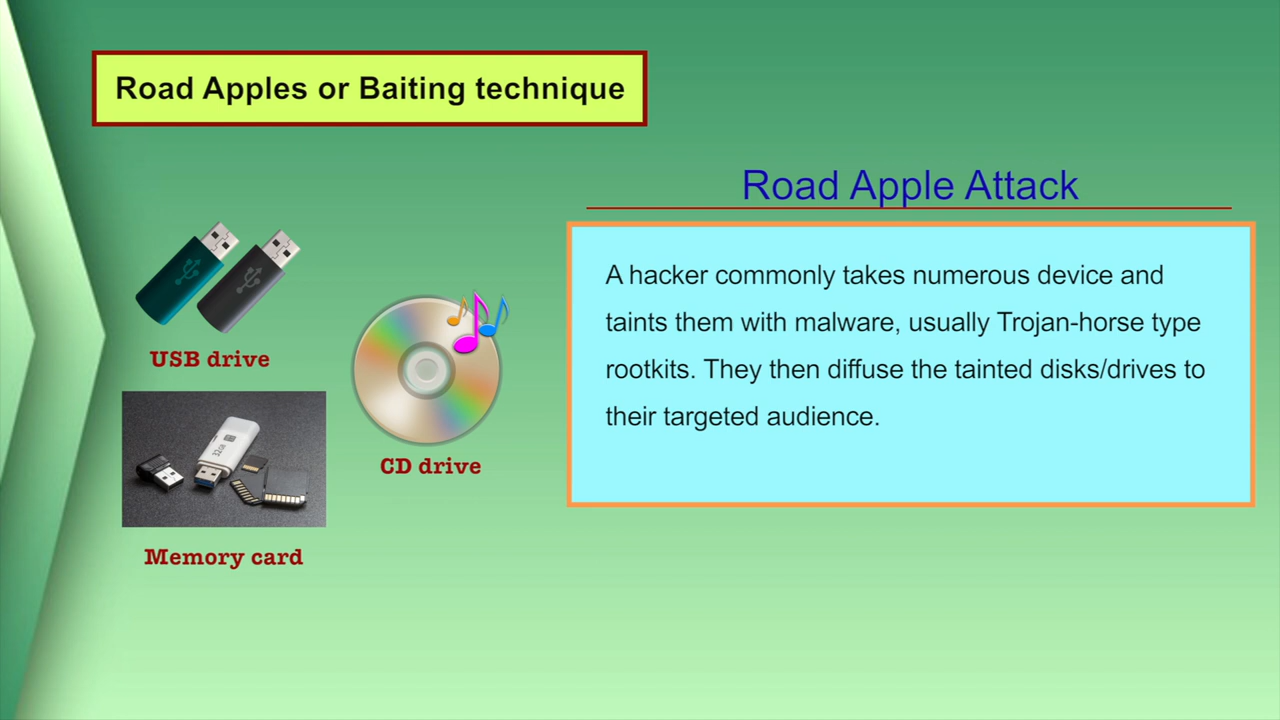 Road Apples or Baiting technique
Road Apple Attack
A hacker commonly takes numerous device and
taints them with malware, usually Trojan-horse type
rootkits. They then diffuse the tainted disks/drives to
their targeted audience.
USB drive
CD drive
32GB
Memory card